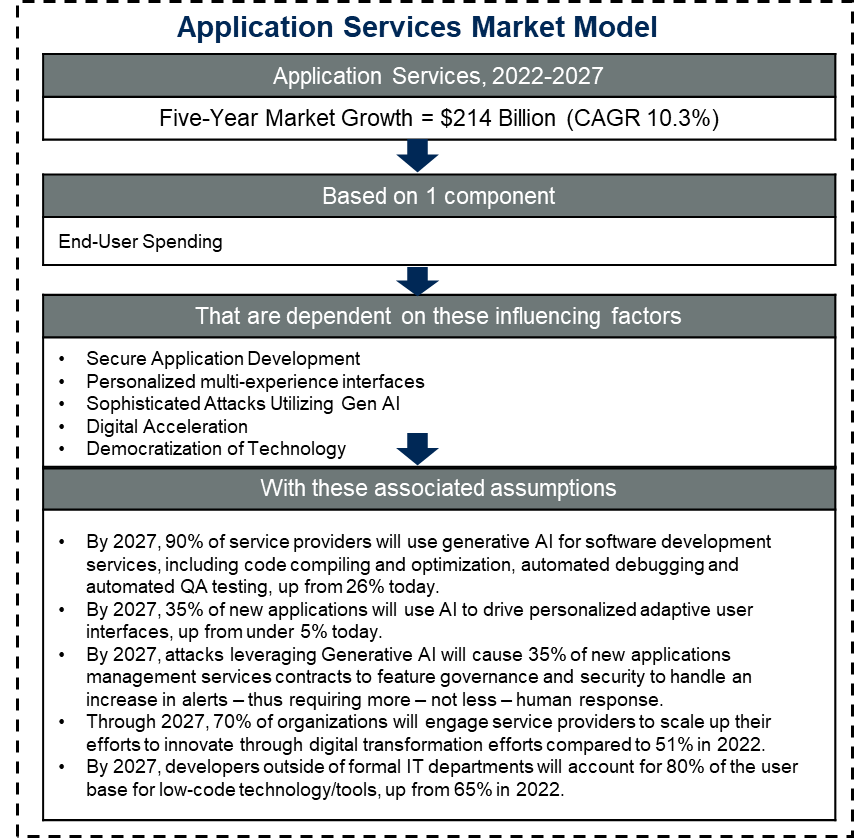 Application Services Market Model
Application Services, 2022-2027
Five-Year Market Growth = $214 Billion (CAGR 10.3%)
Based on 1 component
End-User Spending
That are dependent on these influencing factors
• Secure Application Development
• Personalized multi-experience interfaces
• Sophisticated Attacks Utilizing Gen AI
• Digital Acceleration
• Democratization of Technology
With these associated assumptions
• By 2027, 90% of service providers will use generative AI for software development
services, including code compiling and optimization, automated debugging and
automated QA testing, up from 26% today.
• By 2027, 35% of new applications will use AI to drive personalized adaptive user
interfaces, up from under 5% today.
• By 2027, attacks leveraging Generative AI will cause 35% of new applications
management services contracts to feature governance and security to handle an
increase in alerts – thus requiring more – not less – human response.
• Through 2027, 70% of organizations will engage service providers to scale up their
efforts to innovate through digital transformation efforts compared to 51% in 2022.
• By 2027, developers outside of formal IT departments will account for 80% of the user
base for low-code technology/tools, up from 65% in 2022.